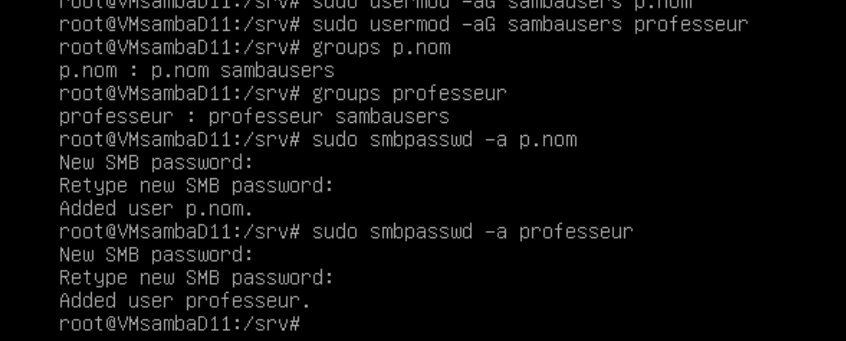 root@VMsambaD11:/srv# sudo usermod -aG sambausers p.nom
root@VMsambaD11:/srv# sudo usermod -aG sambausers professeur
root@VMsambaD11:/srv# groups p.nom
p.nom : p.nom sambausers
root@VMsambaD11:/srv# groups professeur
professeur : professeur sambausers
root@VMsambaD11:/srv# sudo smbpasswd -a p.nom
New SMB password:
Retype new SMB password:
Added user p.nom.
root@VMsambaD11:/srv# sudo smbpasswd -a professeur
New SMB password:
Retype new SMB password:
Added user professeur.
root@VMsambaD11:/srv#